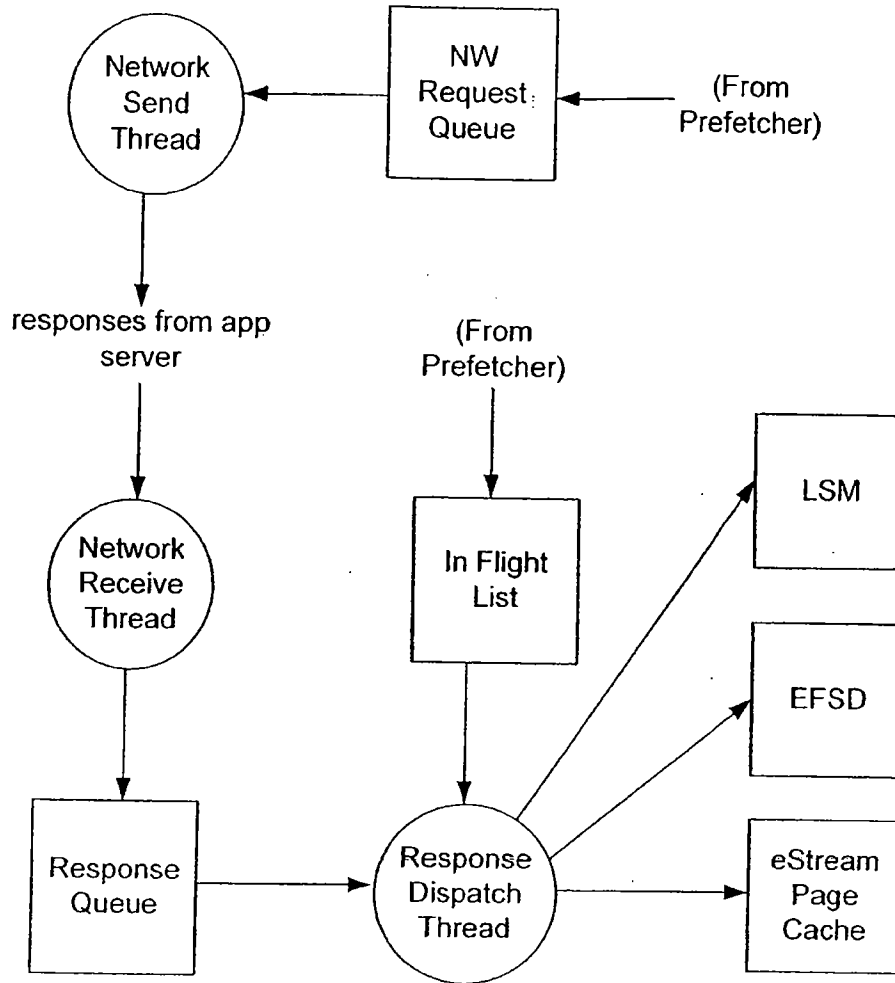 Network
Send
Thread
NW
Request
Queue
(From
Prefetcher)
responses from app
server
(From
Prefetcher)
Network
Receive
Thread
In Flight
List
LSM
EFSD
Response
Queue
Response
Dispatch
Thread
eStream
Page
Cache